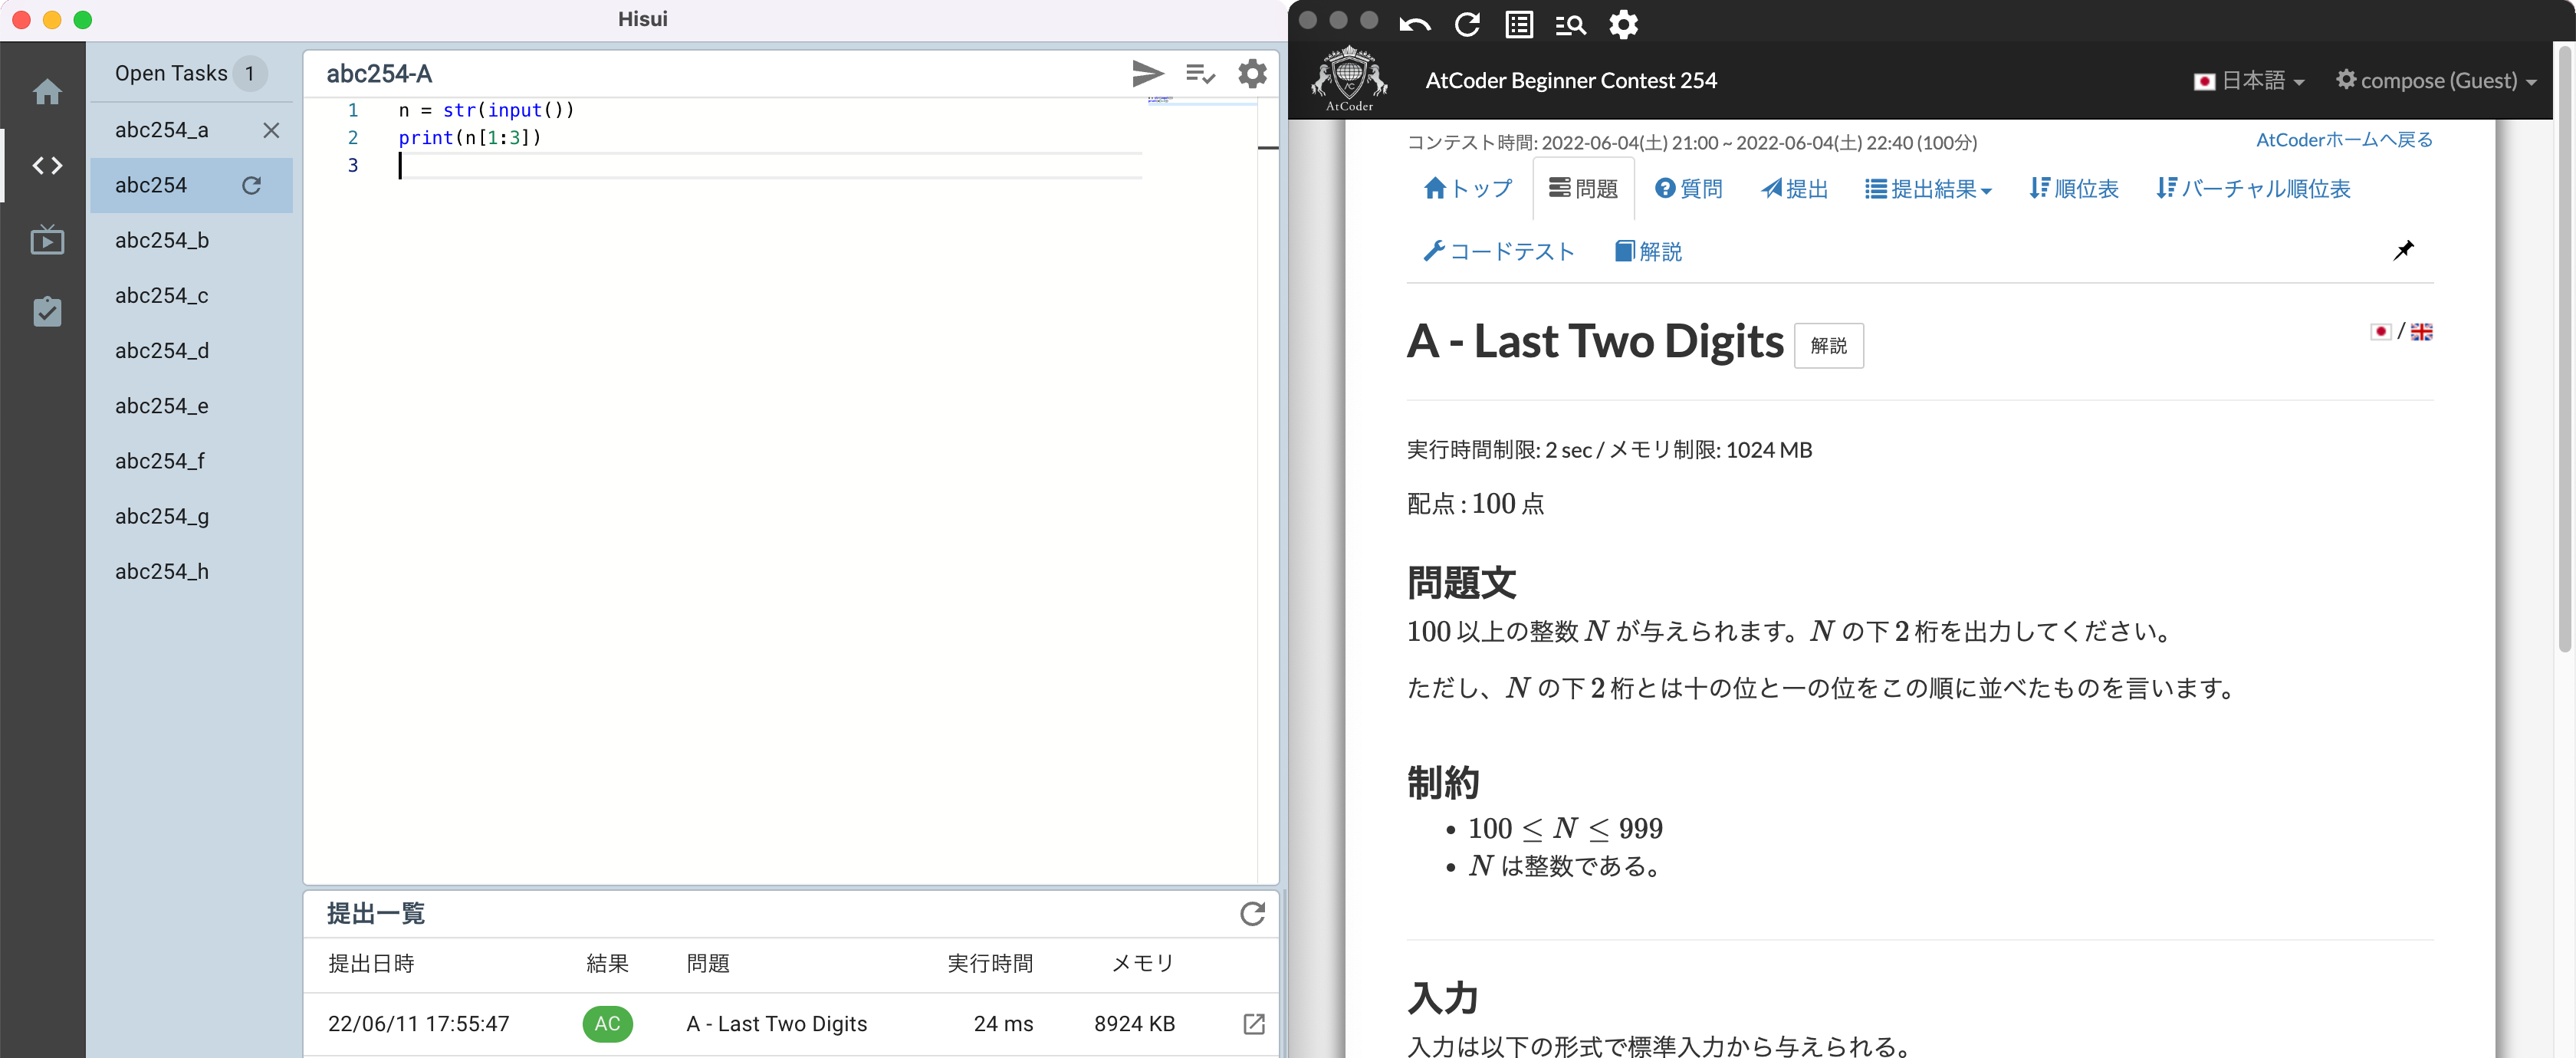 Hisui
Open Tasks 1
abc254_a
abc254
abc254_b
abc254_c
abc254_d
abc254_e
abc254_f
abc254_g
abc254_h
abc254-A
1 n = str(input())
2 print(n[1:3])
3
提出一覧
提出日時 結果 問題 実行時間 メモリ
22/06/11 17:55:47 AC A - Last Two Digits 24 ms 8924 KB
AtCoder
AtCoder Beginner Contest 254
日本語
compose (Guest)
コンテスト時間: 2022-06-04(土) 21:00 ~ 2022-06-04(土) 22:40 (100分)
AtCoderホームへ戻る
トップ 問題 質問 提出 提出結果 順位表 バーチャル順位表
コードテスト 解説
A - Last Two Digits 解説
/
実行時間制限: 2 sec / メモリ制限: 1024 MB
配点 : 100 点
問題文
100 以上の整数 N が与えられます。N の下 2 桁を出力してください。
ただし、N の下 2 桁とは十の位と一の位をこの順に並べたものを言います。
制約
• 100 ≤ N ≤ 999
• N は整数である。
入力
入力は以下の形式で標準入力から与えられる。